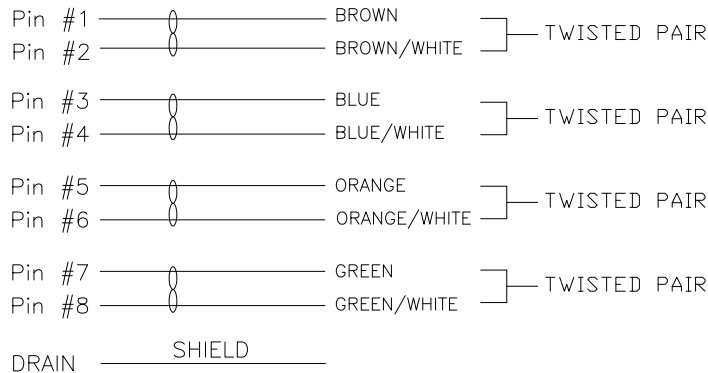 Pin #1 BROWN
Pin #2 BROWN/WHITE
TWISTED PAIR
Pin #3 BLUE
Pin #4 BLUE/WHITE
TWISTED PAIR
Pin #5 ORANGE
Pin #6 ORANGE/WHITE
TWISTED PAIR
Pin #7 GREEN
Pin #8 GREEN/WHITE
TWISTED PAIR
DRAIN SHIELD